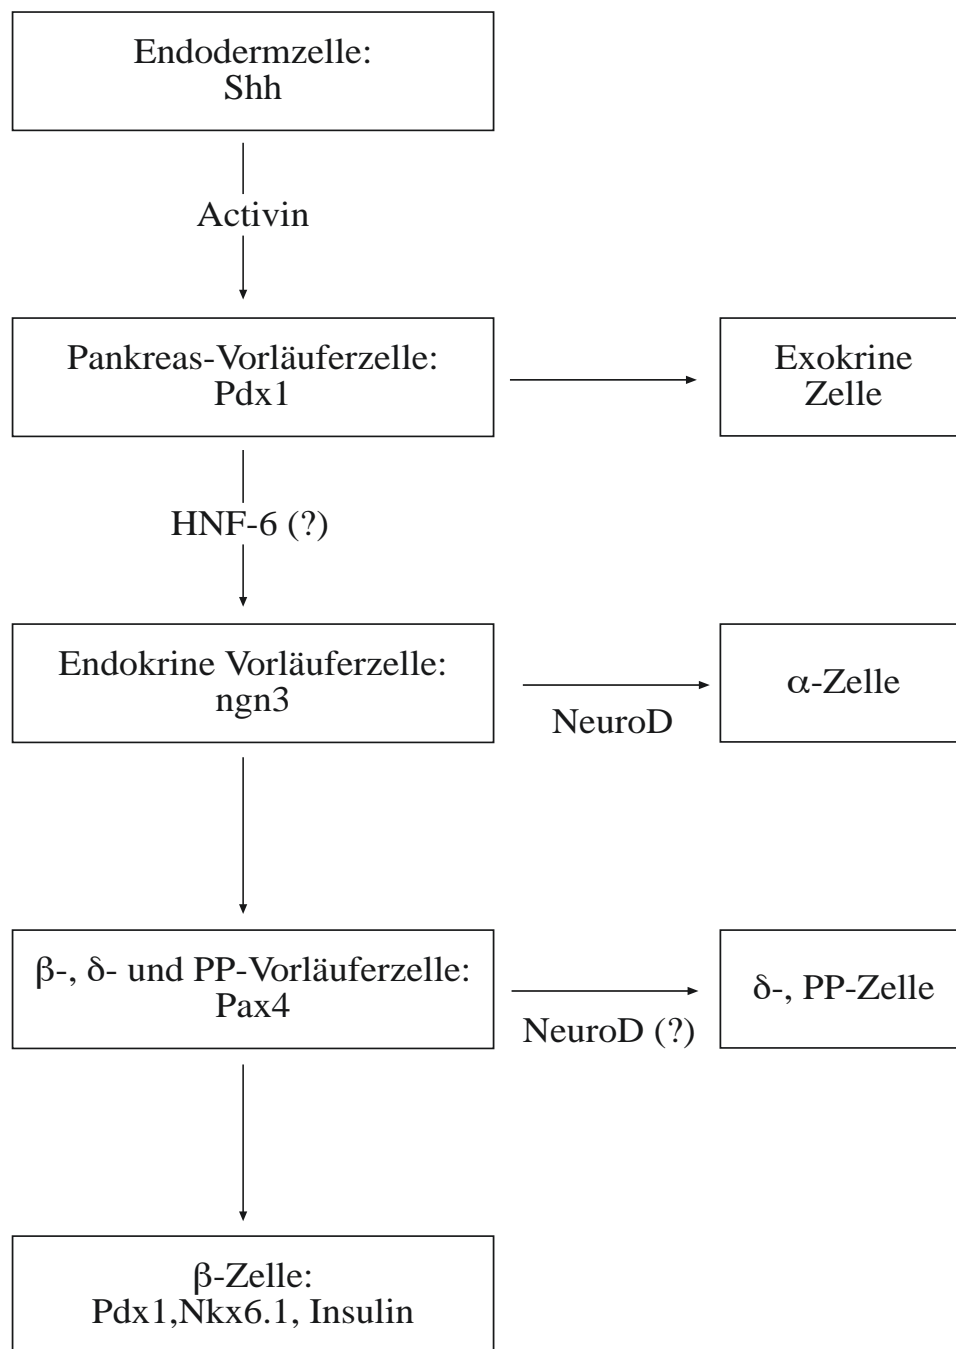 Endodermzelle:
Shh
Activin
Pankreas-Vorläuferzelle:
Pdx1
Exokrine
Zelle
HNF-6 (?)
Endokrine Vorläuferzelle:
ngn3
NeuroD
α-Zelle
β-, δ- und PP-Vorläuferzelle:
Pax4
NeuroD (?)
δ-, PP-Zelle
β-Zelle:
Pdx1,Nkx6.1, Insulin